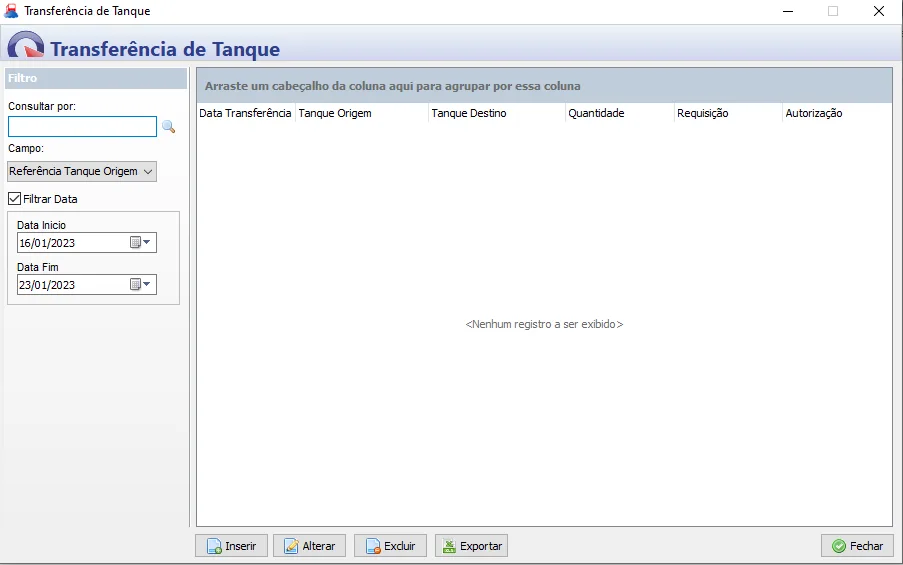 Transferência de Tanque
Transferência de Tanque
Filtro
Consultar por:
Campo:
Referência Tanque Origem
Filtrar Data
Data Inicio
16/01/2023
Data Fim
23/01/2023
Arraste um cabeçalho da coluna aqui para agrupar por essa coluna
Data Transferência Tanque Origem Tanque Destino Quantidade Requisição Autorização
<Nenhum registro a ser exibido>
Inserir Alterar Excluir Exportar Fechar